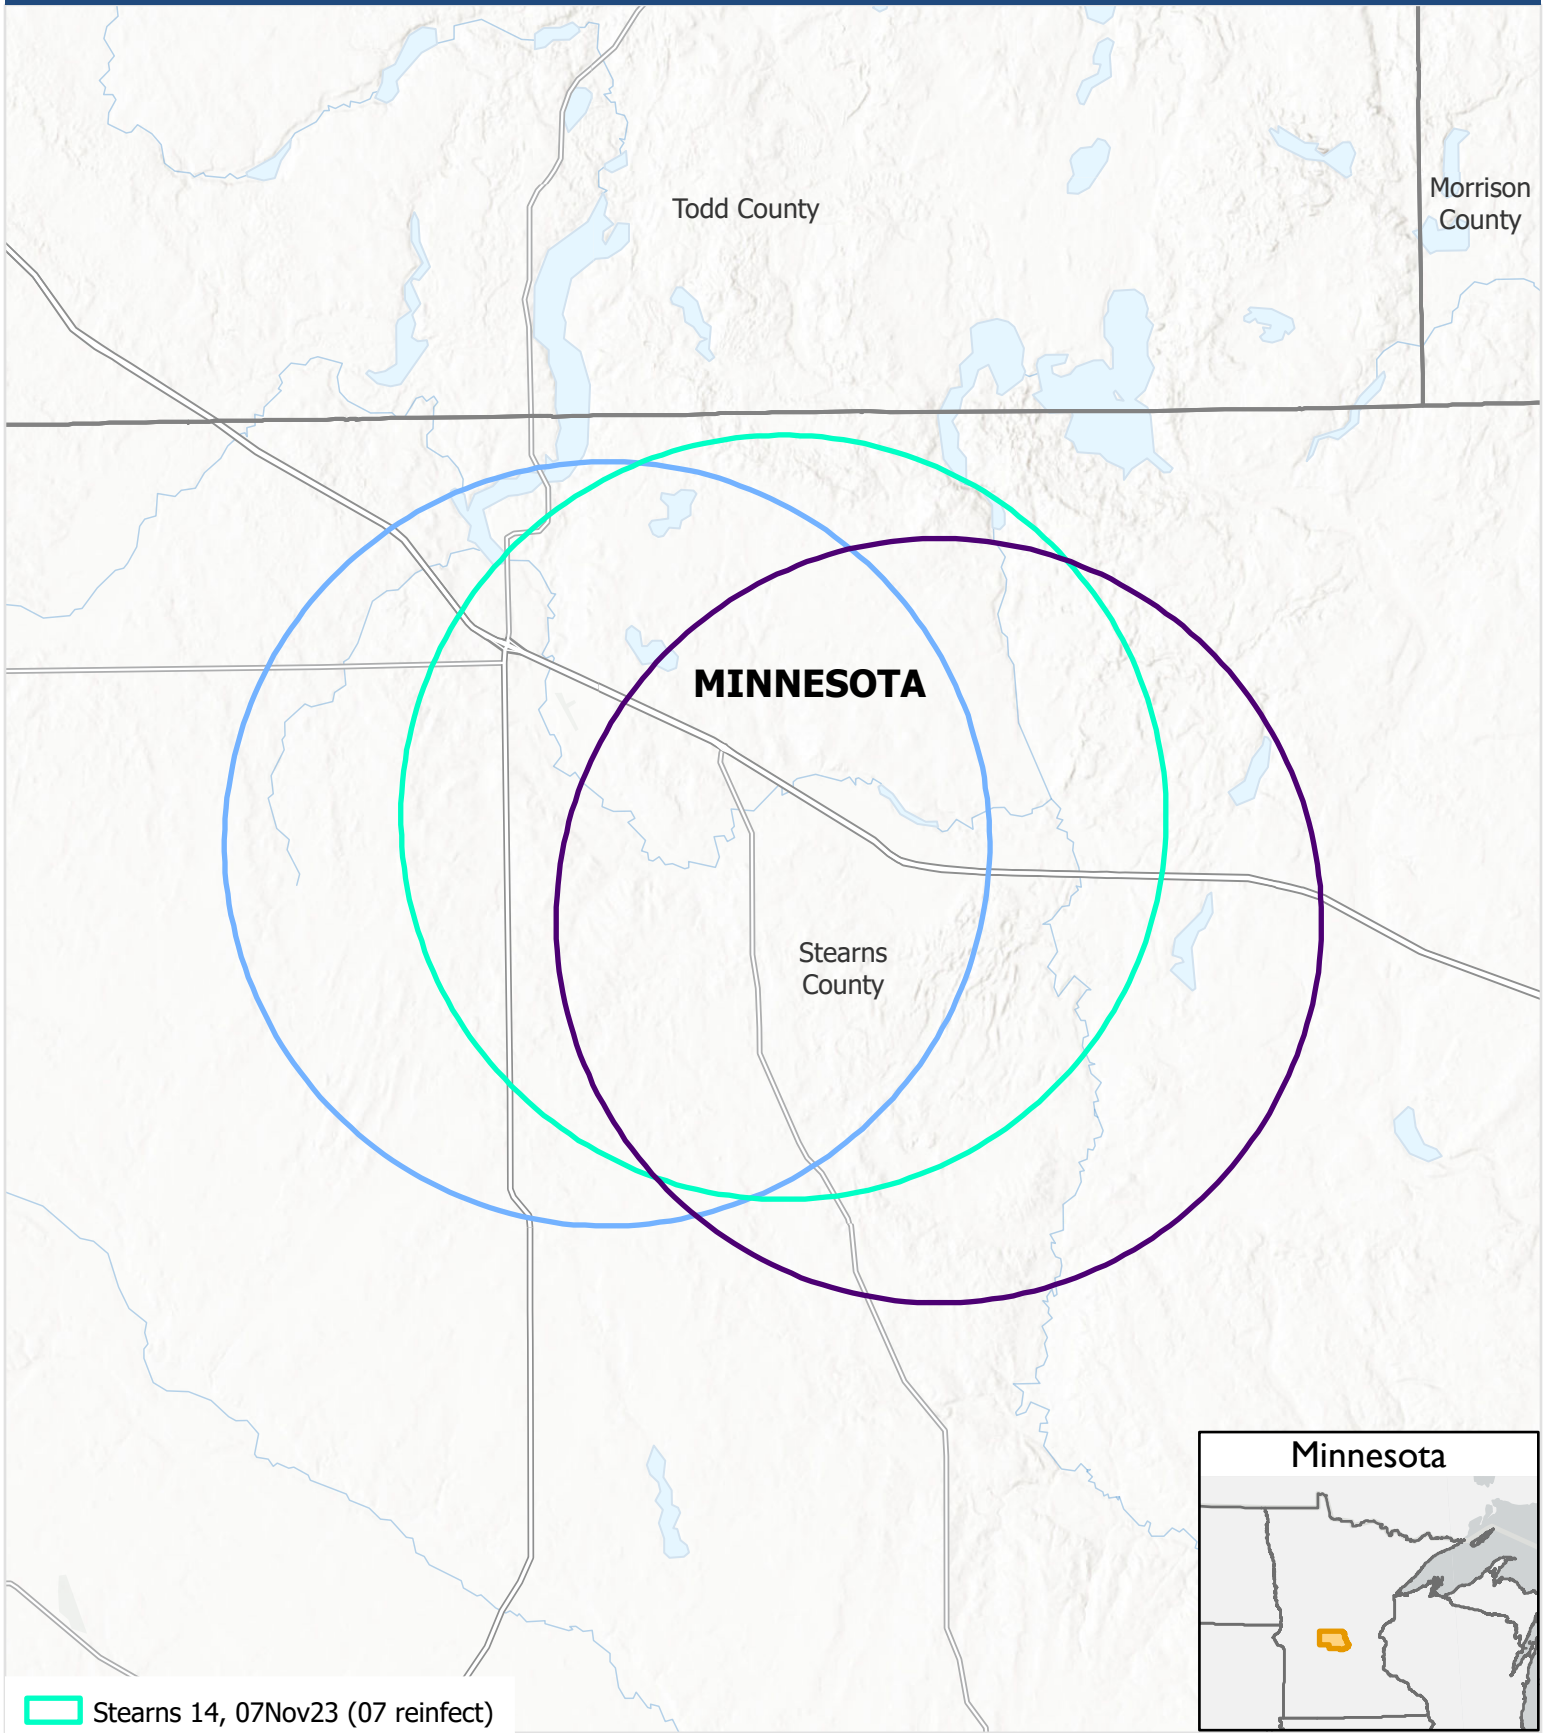 Todd County
Morrison
County
MINNESOTA
Stearns
County
Minnesota
Stearns 14, 07Nov23 (07 reinfect)